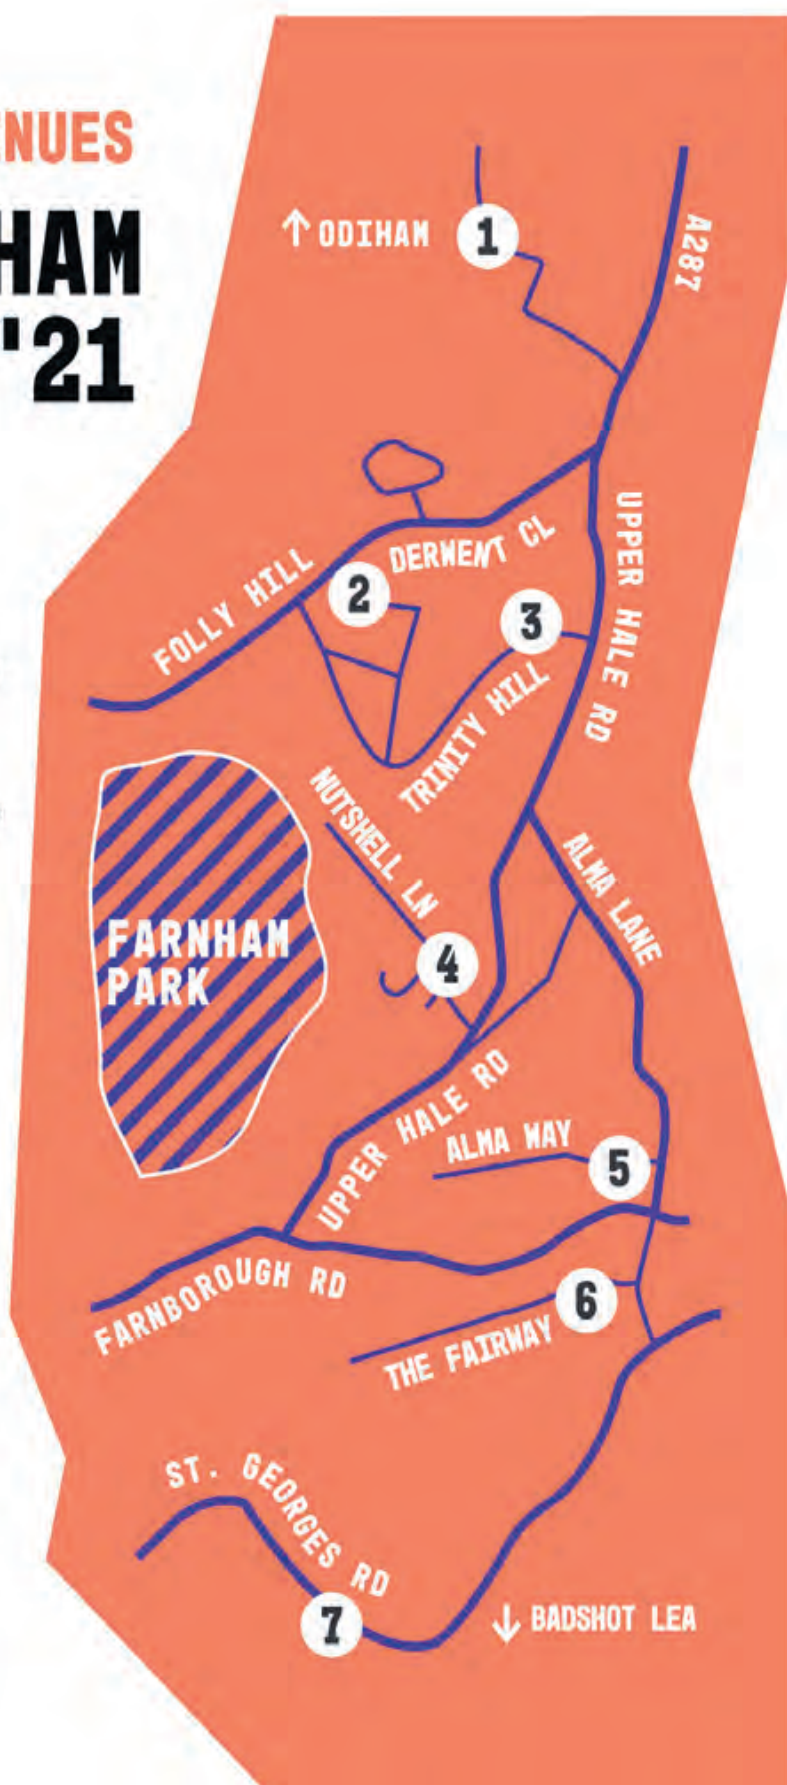 NUES
HAM
'21
↑ ODIHAM
1
A287
UPPER HALE RD
DERWENT CL
FOLLY HILL
2
3
TRINITY HILL
NUTSHELL LN
ALMA LANE
FARNHAM
PARK
4
UPPER HALE RD
ALMA WAY
5
FARNBOROUGH RD
6
THE FAIRWAY
ST. GEORGES RD
7
↓ BADSHOT LEA